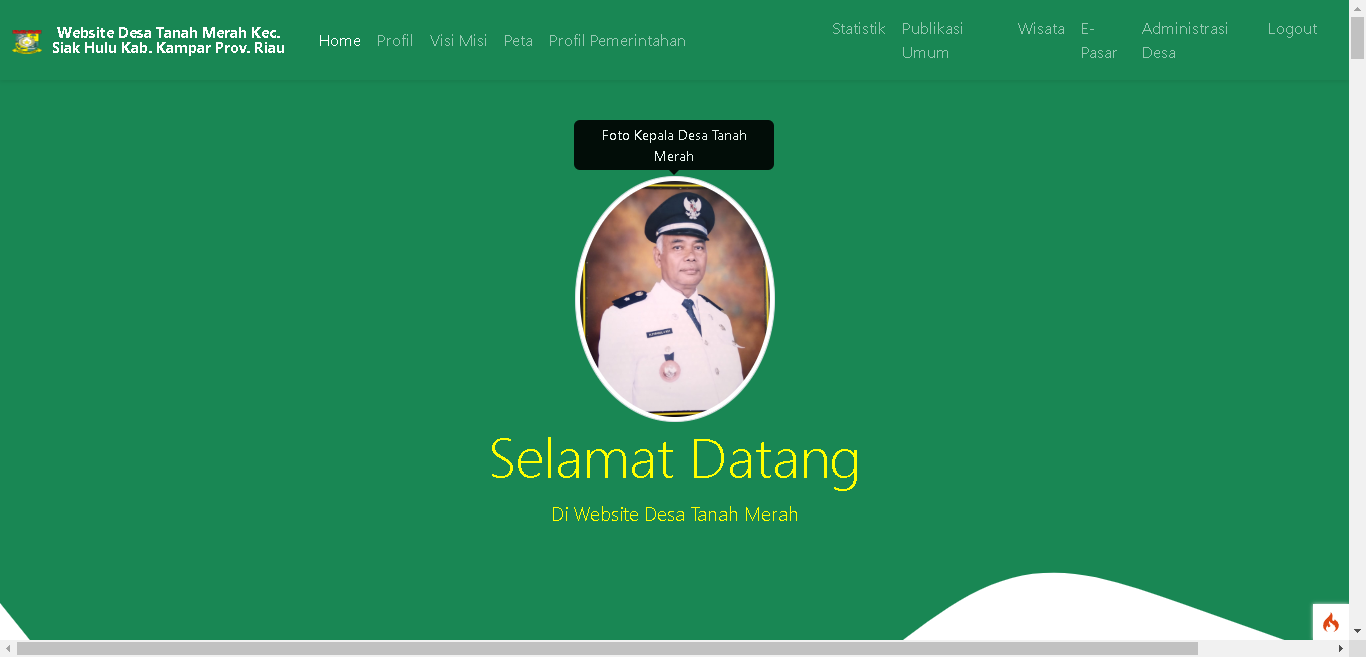 Website Desa Tanah Merah Kec.
Siak Hulu Kab. Kampar Prov. Riau
Home
Profil
Visi Misi
Peta
Profil Pemerintahan
Statistik
Publikasi
Umum
Wisata
E-
Pasar
Administrasi
Desa
Logout
Foto Kepala Desa Tanah
Merah
Selamat Datang
Di Website Desa Tanah Merah